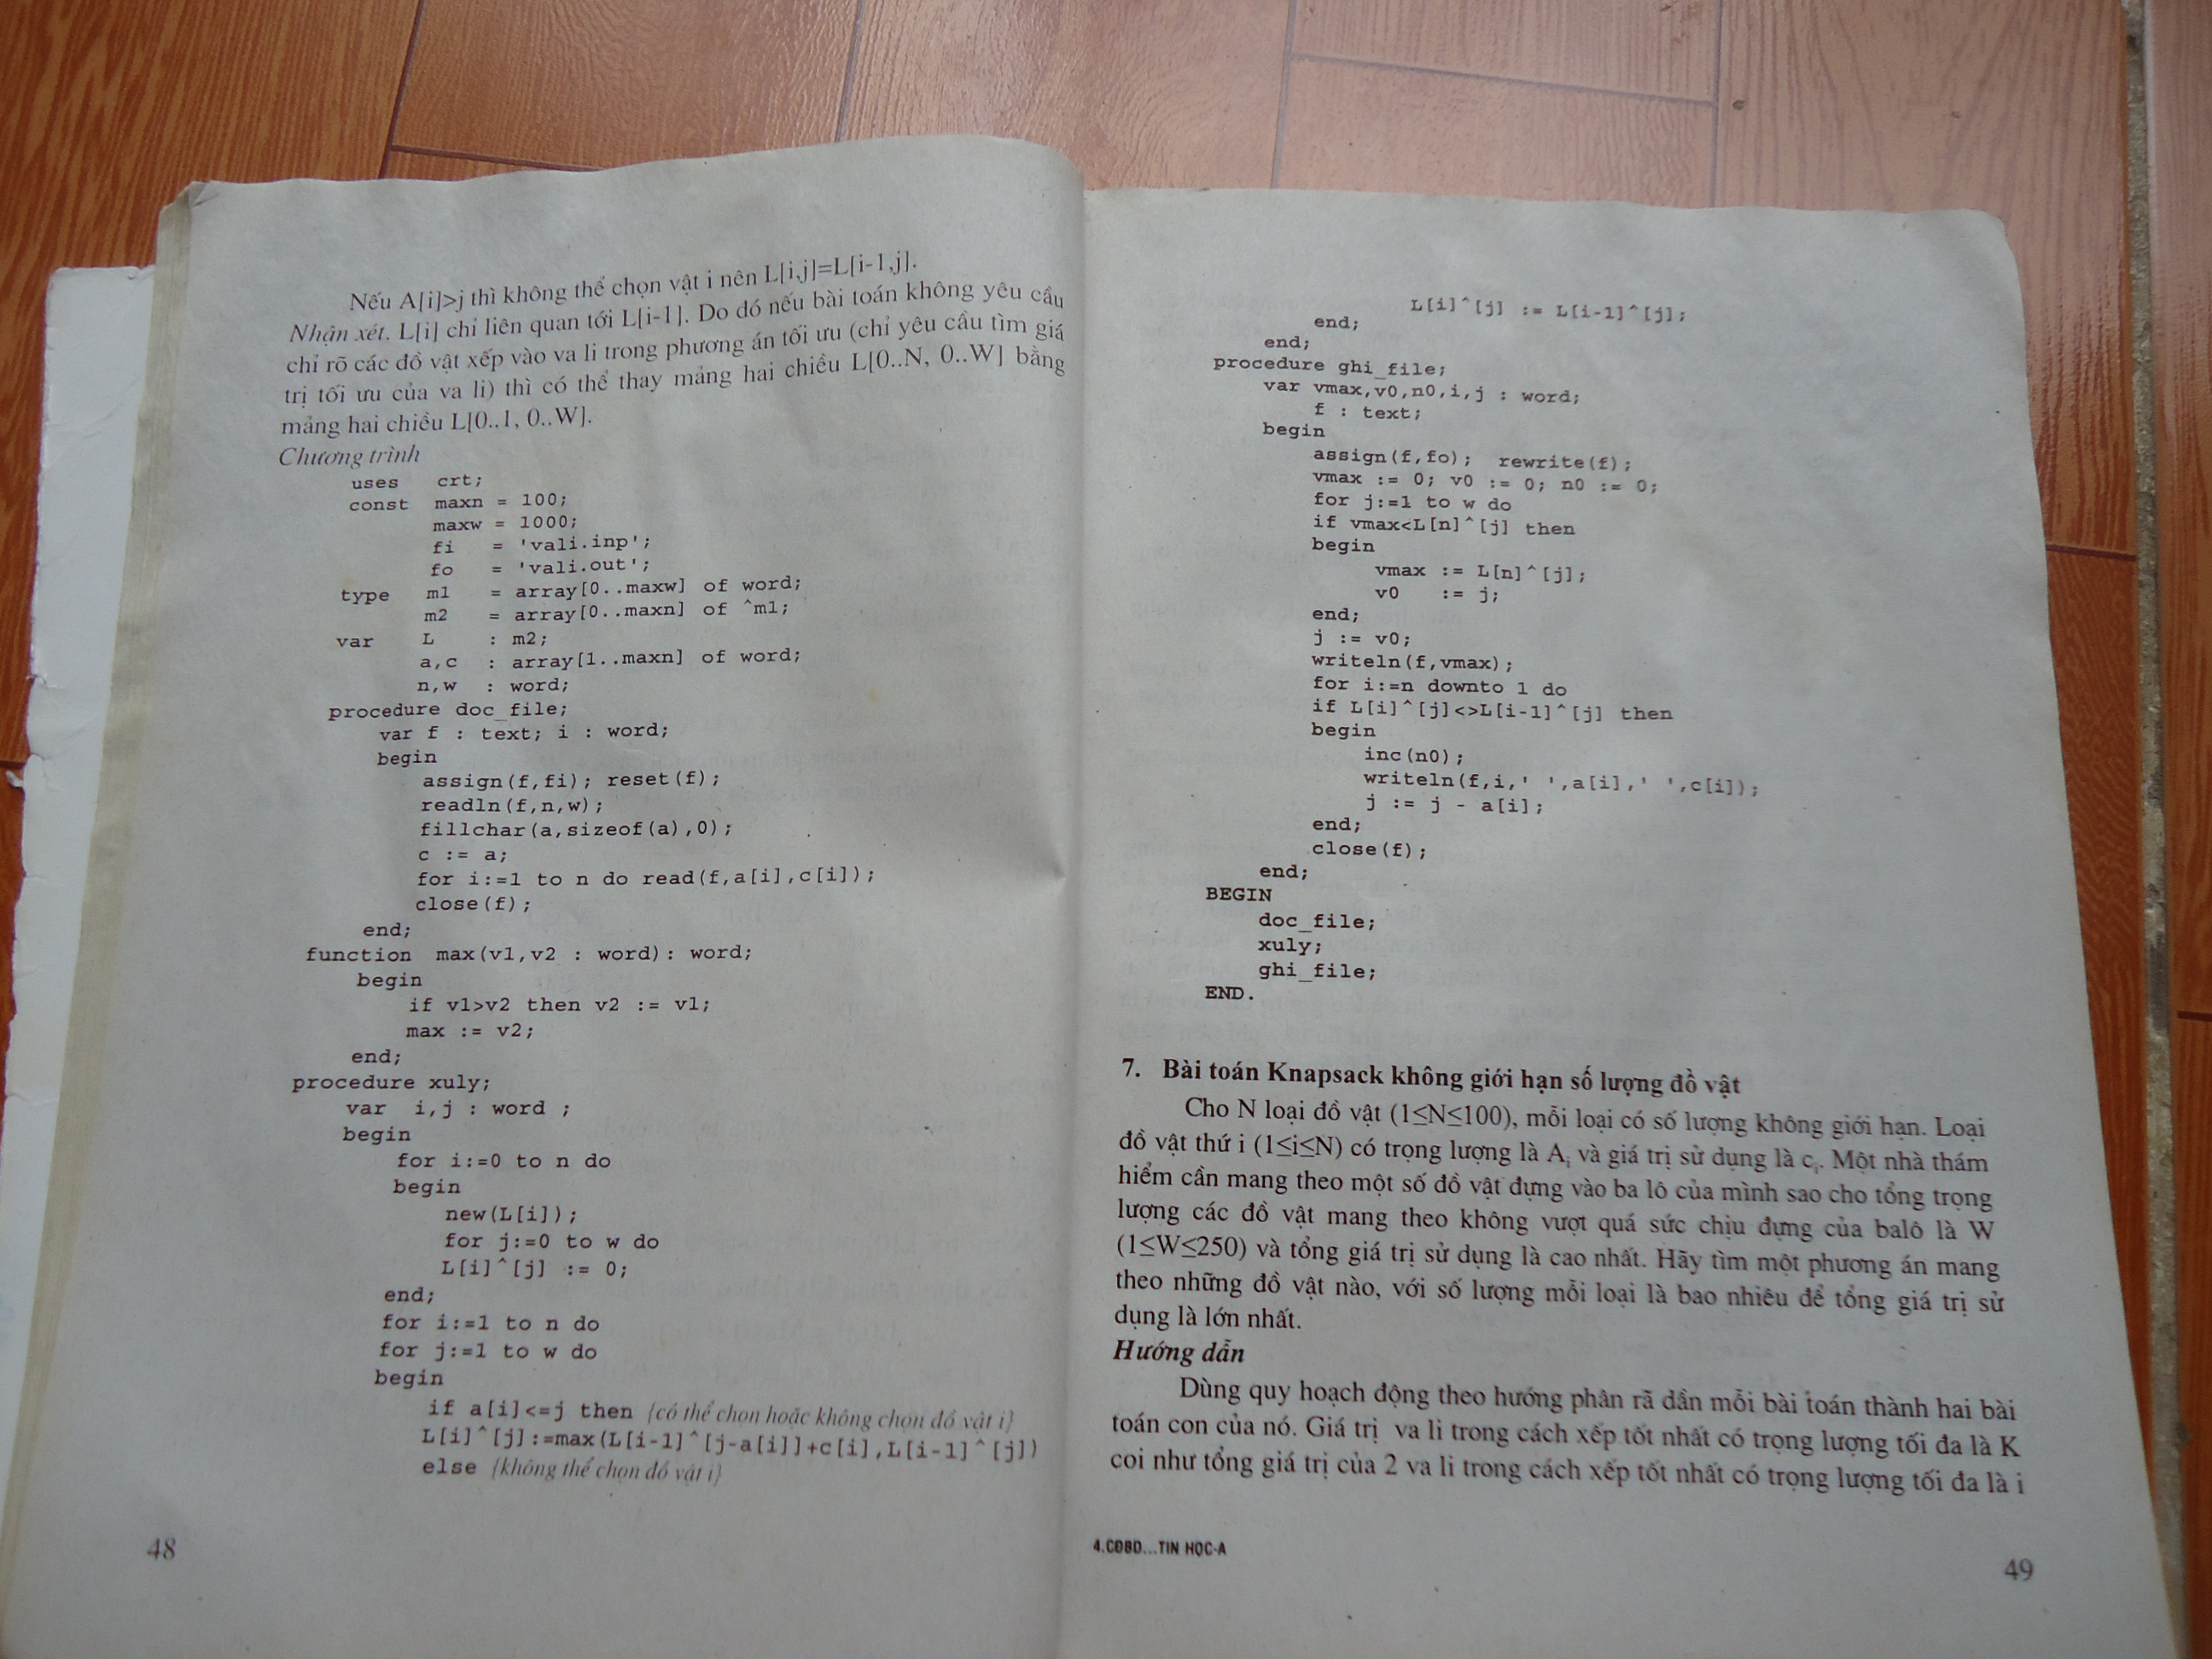 Nếu A[i]>j thì không thể chọn vật i nên L[i,j]=L[i-1,j].
Nhận xét. L[i] chỉ liên quan tới L[i-1]. Do đó nếu bài toán không yêu cầu
chỉ rõ các đồ vật xếp vào va li trong phương án tối ưu (chỉ yêu cầu tìm giá
trị tối ưu của va li) thì có thể thay mảng hai chiều L[0..N, 0..W] bằng
mảng hai chiều L[0..1, 0..W].
Chương trình
uses crt;
const maxn = 100;
maxw = 1000;
fi = 'vali.inp';
fo = 'vali.out';
type m1 = array[0..maxw] of word;
m2 = array[0..maxn] of ^m1;
var L : m2;
a,c : array[1..maxn] of word;
n,w : word;
procedure doc_file;
var f : text; i : word;
begin
assign(f,fi); reset(f);
readln(f,n,w);
fillchar(a,sizeof(a),0);
c := a;
for i:=1 to n do read(f,a[i],c[i]);
close(f);
end;
function max(v1,v2 : word): word;
begin
if v1>v2 then v2 := v1;
max := v2;
end;
procedure xuly;
var i,j : word ;
begin
for i:=0 to n do
begin
new(L[i]);
for j:=0 to w do
L[i]^[j] := 0;
end;
for i:=1 to n do
for j:=1 to w do
begin
if a[i]<=j then {có thể chọn hoặc không chọn đồ vật i}
L[i]^[j]:=max(L[i-1]^[j-a[i]]+c[i],L[i-1]^[j])
else {không thể chọn đồ vật i}
48
L[i]^[j] := L[i-1]^[j];
end;
end;
procedure ghi_file;
var vmax,v0,n0,i,j : word;
f : text;
begin
assign(f,fo); rewrite(f);
vmax := 0; v0 := 0; n0 := 0;
for j:=1 to w do
if vmax<L[n]^[j] then
begin
vmax := L[n]^[j];
v0 := j;
end;
j := v0;
writeln(f,vmax);
for i:=n downto 1 do
if L[i]^[j]<>L[i-1]^[j] then
begin
inc(n0);
writeln(f,i,' ',a[i],' ',c[i]);
j := j - a[i];
end;
close(f);
end;
BEGIN
doc_file;
xuly;
ghi_file;
END.
7. Bài toán Knapsack không giới hạn số lượng đồ vật
Cho N loại đồ vật (1≤N≤100), mỗi loại có số lượng không giới hạn. Loại
đồ vật thứ i (1≤i≤N) có trọng lượng là Aᵢ và giá trị sử dụng là cᵢ. Một nhà thám
hiểm cần mang theo một số đồ vật đựng vào ba lô của mình sao cho tổng trọng
lượng các đồ vật mang theo không vượt quá sức chịu đựng của balô là W
(1≤W≤250) và tổng giá trị sử dụng là cao nhất. Hãy tìm một phương án mang
theo những đồ vật nào, với số lượng mỗi loại là bao nhiêu để tổng giá trị sử
dụng là lớn nhất.
Hướng dẫn
Dùng quy hoạch động theo hướng phân rã dần mỗi bài toán thành hai bài
toán con của nó. Giá trị va li trong cách xếp tốt nhất có trọng lượng tối đa là K
coi như tổng giá trị của 2 va li trong cách xếp tốt nhất có trọng lượng tối đa là i
4.CĐBD...TIN HỌC-A
49